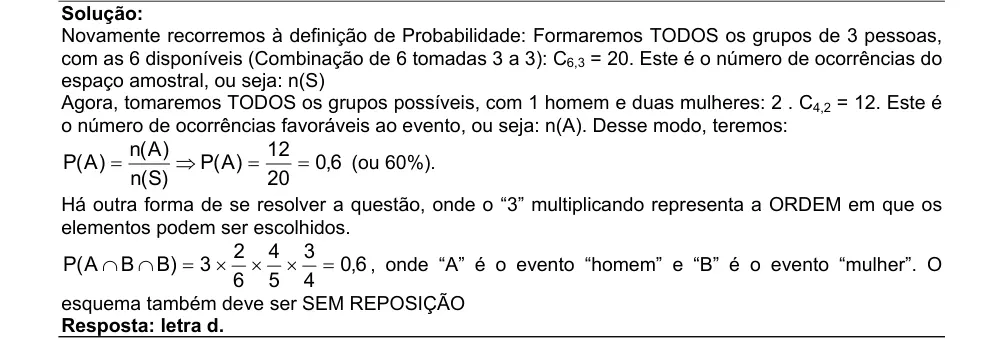 Solução:
Novamente recorremos à definição de Probabilidade: Formaremos TODOS os grupos de 3 pessoas,
com as 6 disponíveis (Combinação de 6 tomadas 3 a 3): C₆,₃ = 20. Este é o número de ocorrências do
espaço amostral, ou seja: n(S)
Agora, tomaremos TODOS os grupos possíveis, com 1 homem e duas mulheres: 2 . C₄,₂ = 12. Este é
o número de ocorrências favoráveis ao evento, ou seja: n(A). Desse modo, teremos:
P(A) = n(A)/n(S) ⇒ P(A) = 12/20 = 0,6 (ou 60%).
Há outra forma de se resolver a questão, onde o “3” multiplicando representa a ORDEM em que os
elementos podem ser escolhidos.
P(A ∩ B ∩ B) = 3 × 2/6 × 4/5 × 3/4 = 0,6 , onde “A” é o evento “homem” e “B” é o evento “mulher”. O
esquema também deve ser SEM REPOSIÇÃO
Resposta: letra d.